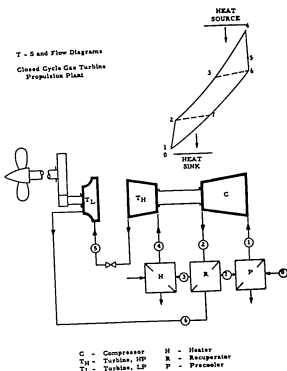 HEAT
SOURCE
T - S and Flow Diagrams
Closed Cycle Gas Turbine
Propulsion Plant
4
5
3
6
2
7
1
0
HEAT
SINK
TL
TH
C
5
4
2
1
H
3
R
7
P
6
C - Compressor H - Heater
TH - Turbine, HP R - Recuperator
TL - Turbine, LP P - Precooler